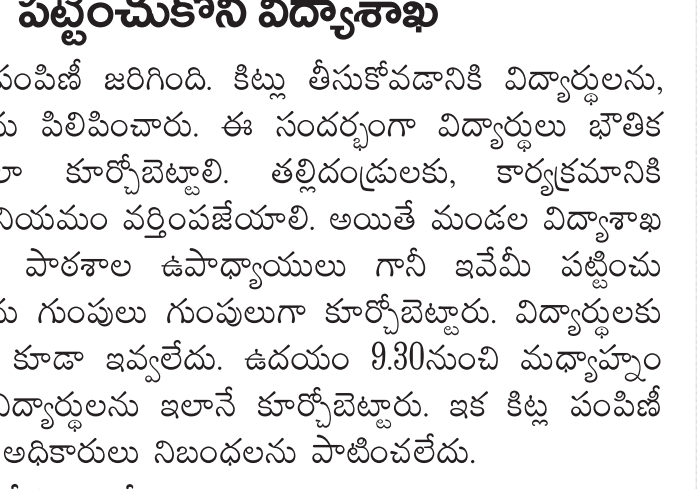 పట్టించుకోని విద్యాశాఖ
పంపిణీ జరిగింది. కిట్లు తీసుకోవడానికి విద్యార్థులను,
పిలిపించారు. ఈ సందర్భంగా విద్యార్థులు భౌతిక
కూర్చోబెట్టాలి. తల్లిదండ్రులకు, కార్యక్రమానికి
నియమం వర్తింపజేయాలి. అయితే మండల విద్యాశాఖ
పాఠశాల ఉపాధ్యాయులు గానీ ఇవేమీ పట్టించు
గుంపులు గుంపులుగా కూర్చోబెట్టారు. విద్యార్థులకు
కూడా ఇవ్వలేదు. ఉదయం 9.30నుంచి మధ్యాహ్నం
విద్యార్థులను ఇలానే కూర్చోబెట్టారు. ఇక కిట్ల పంపిణీ
అధికారులు నిబంధలను పాటించలేదు.